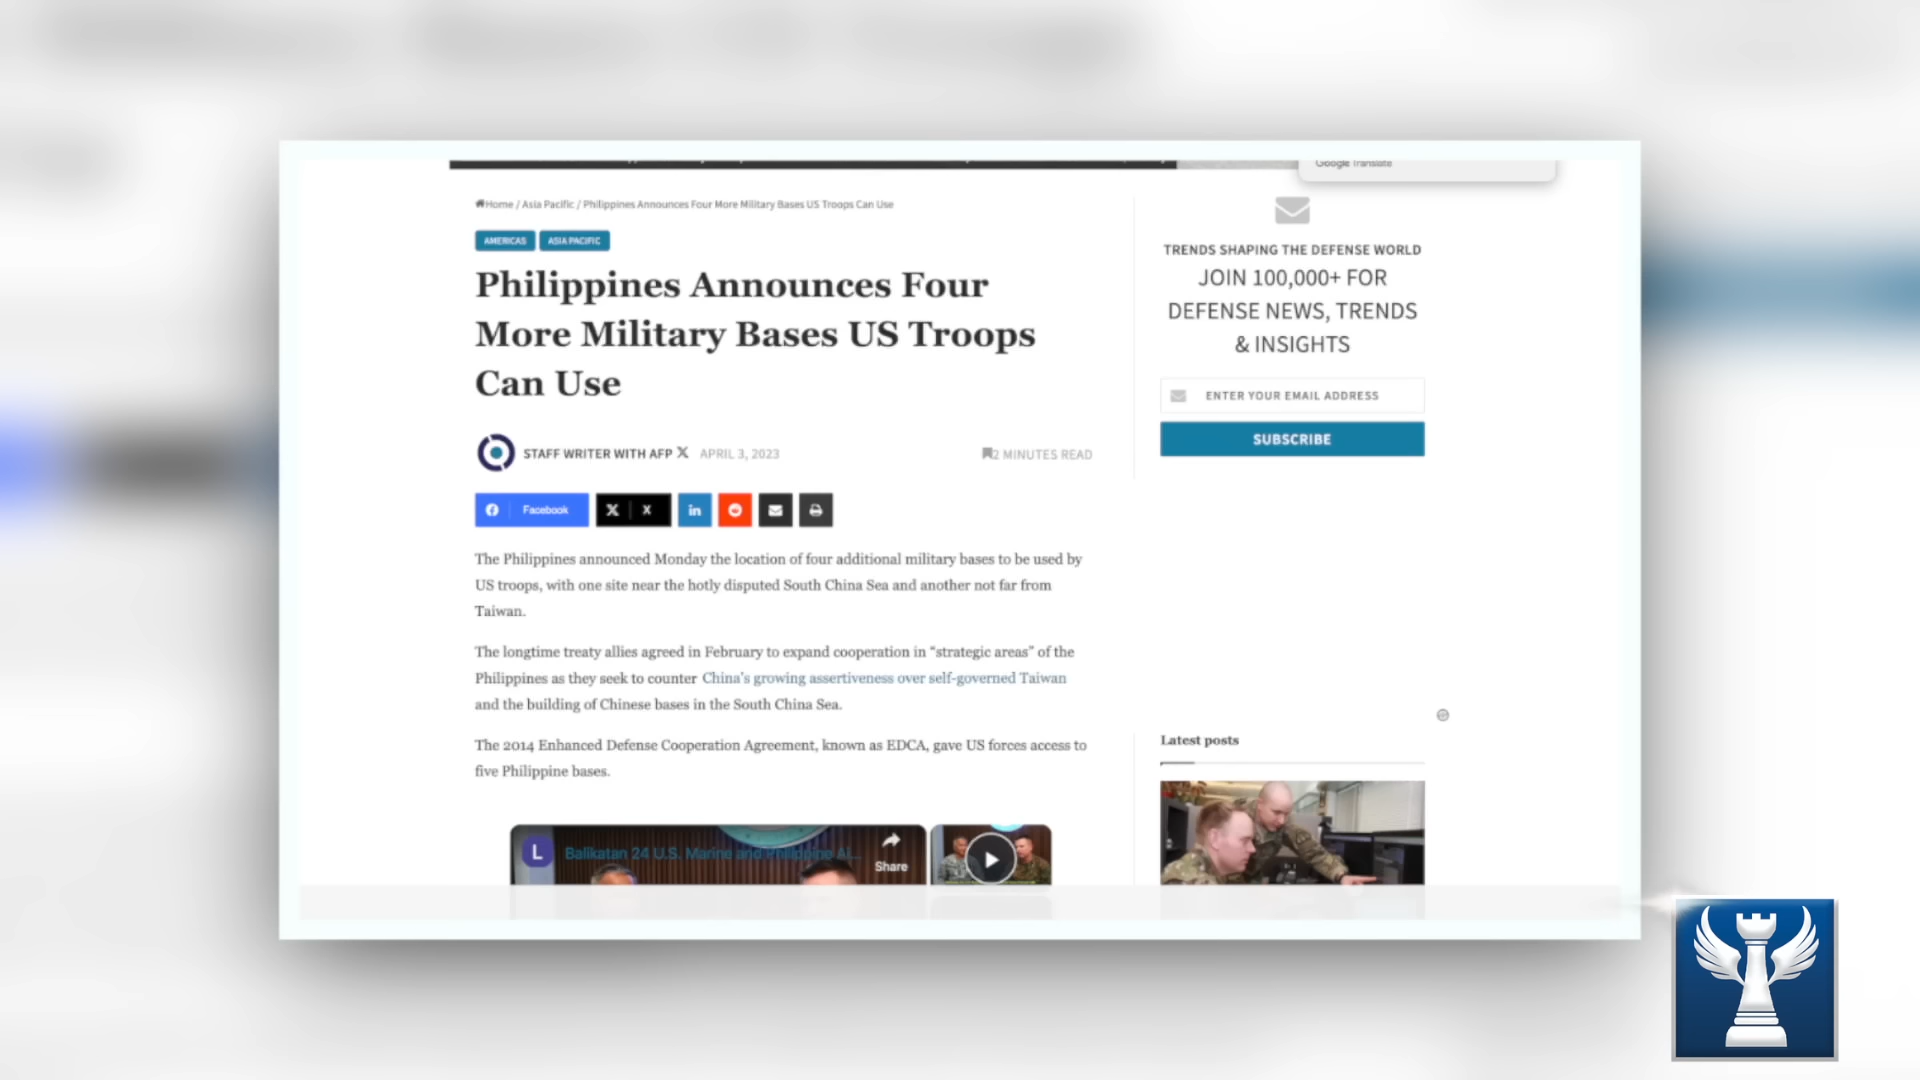 Google Translate
Home / Asia Pacific / Philippines Announces Four More Military Bases US Troops Can Use
AMERICAS
ASIA PACIFIC
Philippines Announces Four
More Military Bases US Troops
Can Use
STAFF WRITER WITH AFP
APRIL 3, 2023
2 MINUTES READ
Facebook
X
The Philippines announced Monday the location of four additional military bases to be used by
US troops, with one site near the hotly disputed South China Sea and another not far from
Taiwan.
The longtime treaty allies agreed in February to expand cooperation in “strategic areas” of the
Philippines as they seek to counter China's growing assertiveness over self-governed Taiwan
and the building of Chinese bases in the South China Sea.
The 2014 Enhanced Defense Cooperation Agreement, known as EDCA, gave US forces access to
five Philippine bases.
L
Balikatan 24 U.S. Marine and Philippine Al...
Share
TRENDS SHAPING THE DEFENSE WORLD
JOIN 100,000+ FOR
DEFENSE NEWS, TRENDS
& INSIGHTS
ENTER YOUR EMAIL ADDRESS
SUBSCRIBE
Latest posts